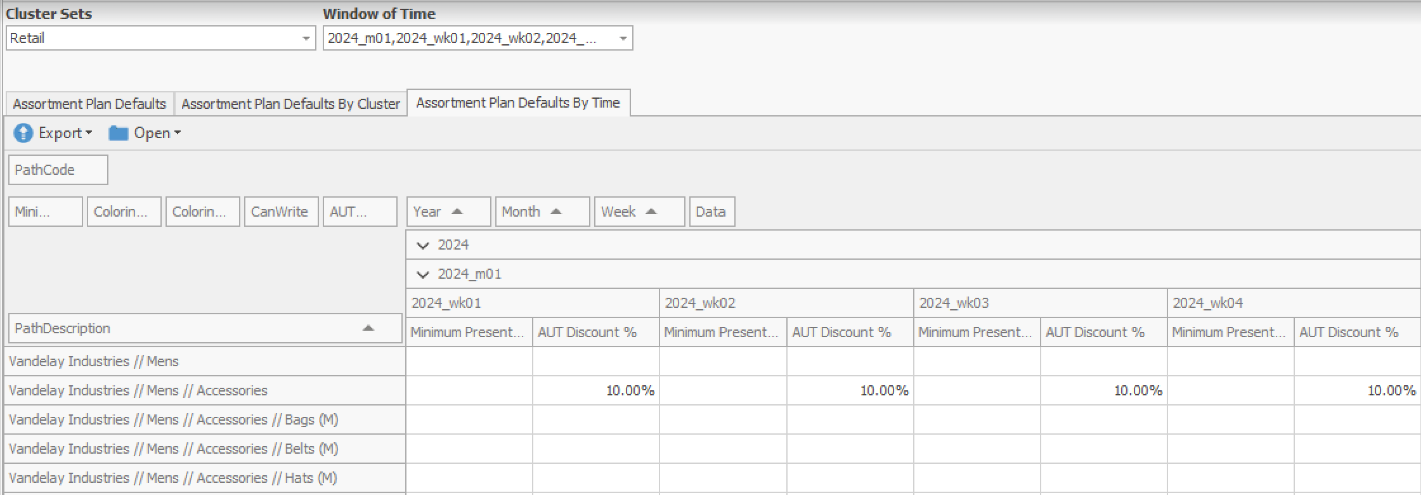 Cluster Sets Window of Time
Retail 2024_m01,2024_wk01,2024_wk02,2024_...
Assortment Plan Defaults Assortment Plan Defaults By Cluster Assortment Plan Defaults By Time
Export Open
PathCode
Mini... Colorin... Colorin... CanWrite AUT... Year Month Week Data
2024
2024_m01
2024_wk01 2024_wk02 2024_wk03 2024_wk04
PathDescription Minimum Present... AUT Discount % Minimum Present... AUT Discount % Minimum Present... AUT Discount % Minimum Present... AUT Discount %
Vandelay Industries // Mens
Vandelay Industries // Mens // Accessories 10.00% 10.00% 10.00% 10.00%
Vandelay Industries // Mens // Accessories // Bags (M)
Vandelay Industries // Mens // Accessories // Belts (M)
Vandelay Industries // Mens // Accessories // Hats (M)